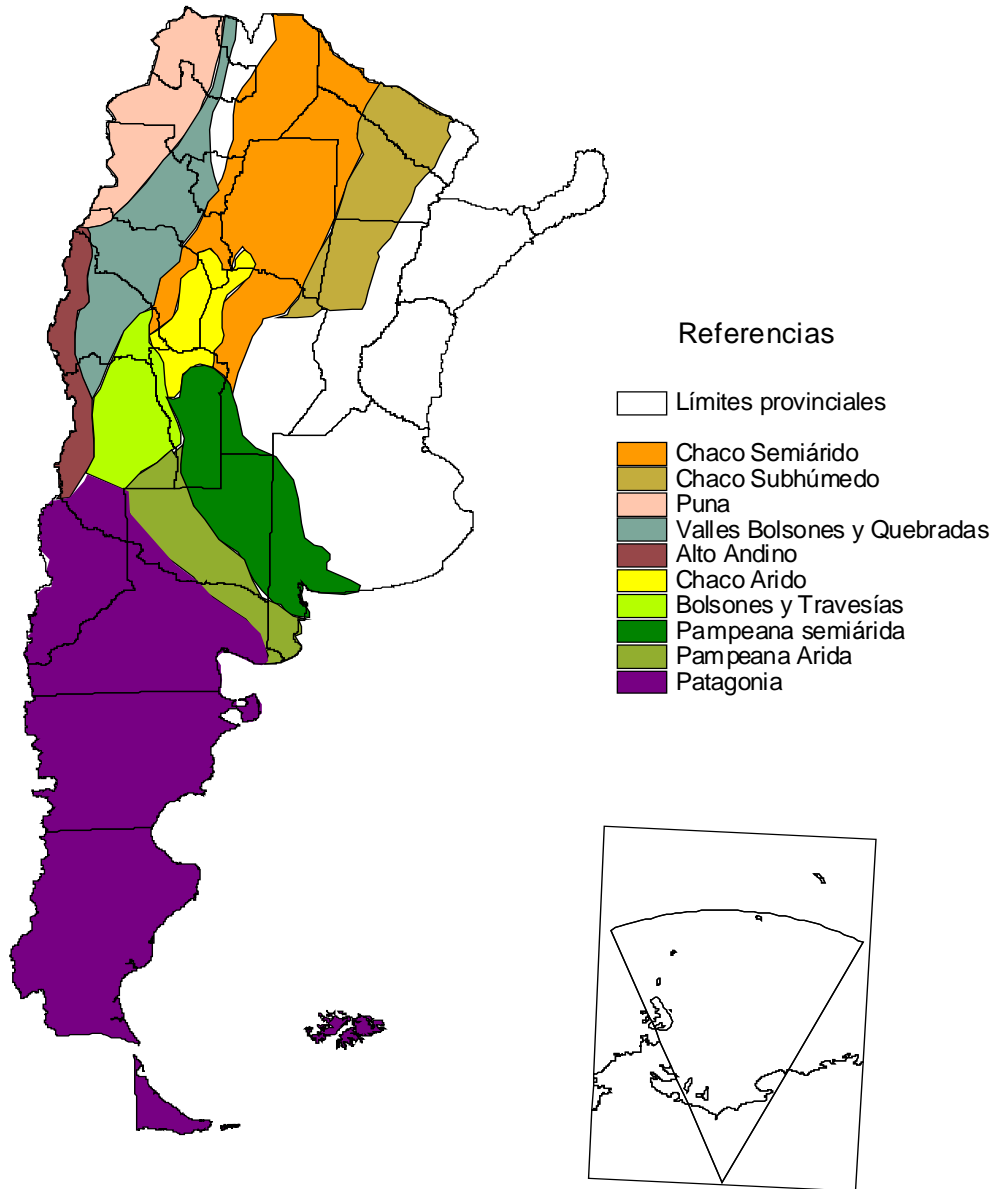 Referencias
Límites provinciales
Chaco Semiárido
Chaco Subhúmedo
Puna
Valles Bolsones y Quebradas
Alto Andino
Chaco Arido
Bolsones y Travesías
Pampeana semiárida
Pampeana Arida
Patagonia